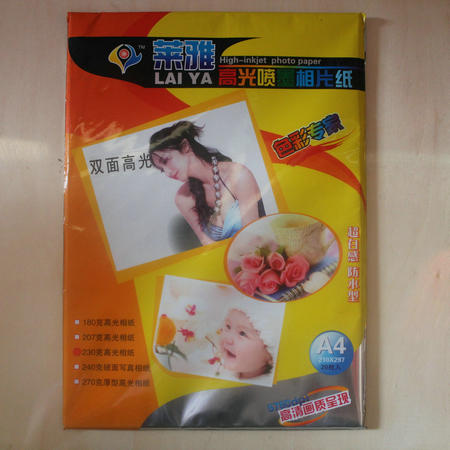 莱雅
TM
LAI YA
High-inkjet photo paper
高光喷墨相片纸
色彩专家
双面高光
超白感 防水型
180克高光相纸
207克高光相纸
230克高光相纸
240克绒面写真相纸
270克厚型高光相纸
A4
210X297
20枚入
5760dpi
高清画质呈现